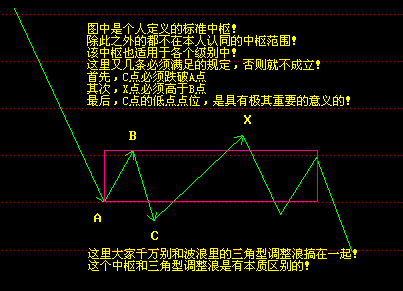 图中是个人定义的标准中枢!
除此之外的都不在本人认同的中枢范围!
该中枢也适用于各个级别中!
这里又几条必须满足的规定,否则就不成立!
首先,C点必须跌破A点
其次,X点必须高于B点
最后,C点的低点点位,是具有极其重要的意义的!
X
B
A
C
这里大家千万别和波浪里的三角型调整浪搞在一起!
这个中枢和三角型调整浪是有本质区别的!